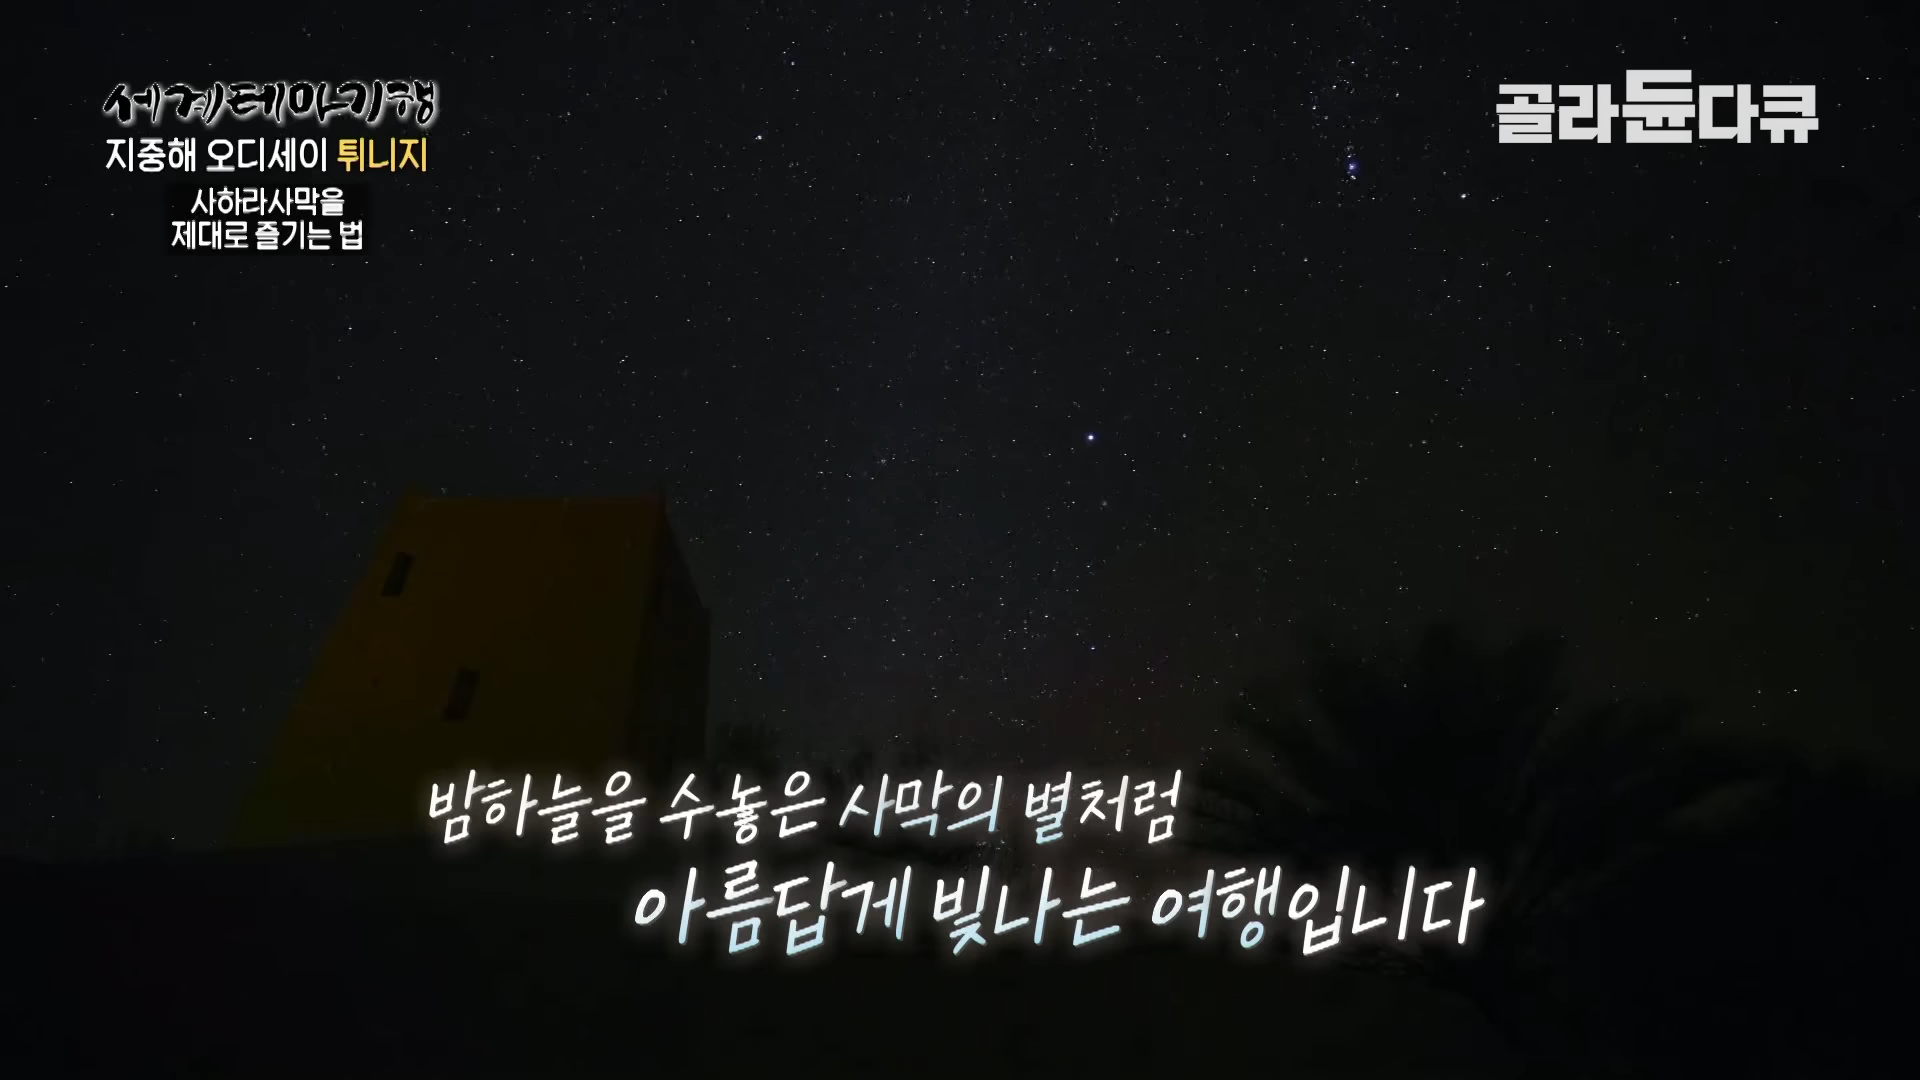 세계테마기행
지중해 오디세이 튀니지
사하라사막을
제대로 즐기는 법
골라듄다큐
밤하늘을 수놓은 사막의 별처럼
아름답게 빛나는 여행입니다